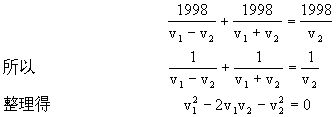 1998/(v₁ − v₂) + 1998/(v₁ + v₂) = 1998/v₂
所以 1/(v₁ − v₂) + 1/(v₁ + v₂) = 1/v₂
整理得 v₁² − 2v₁v₂ − v₂² = 0